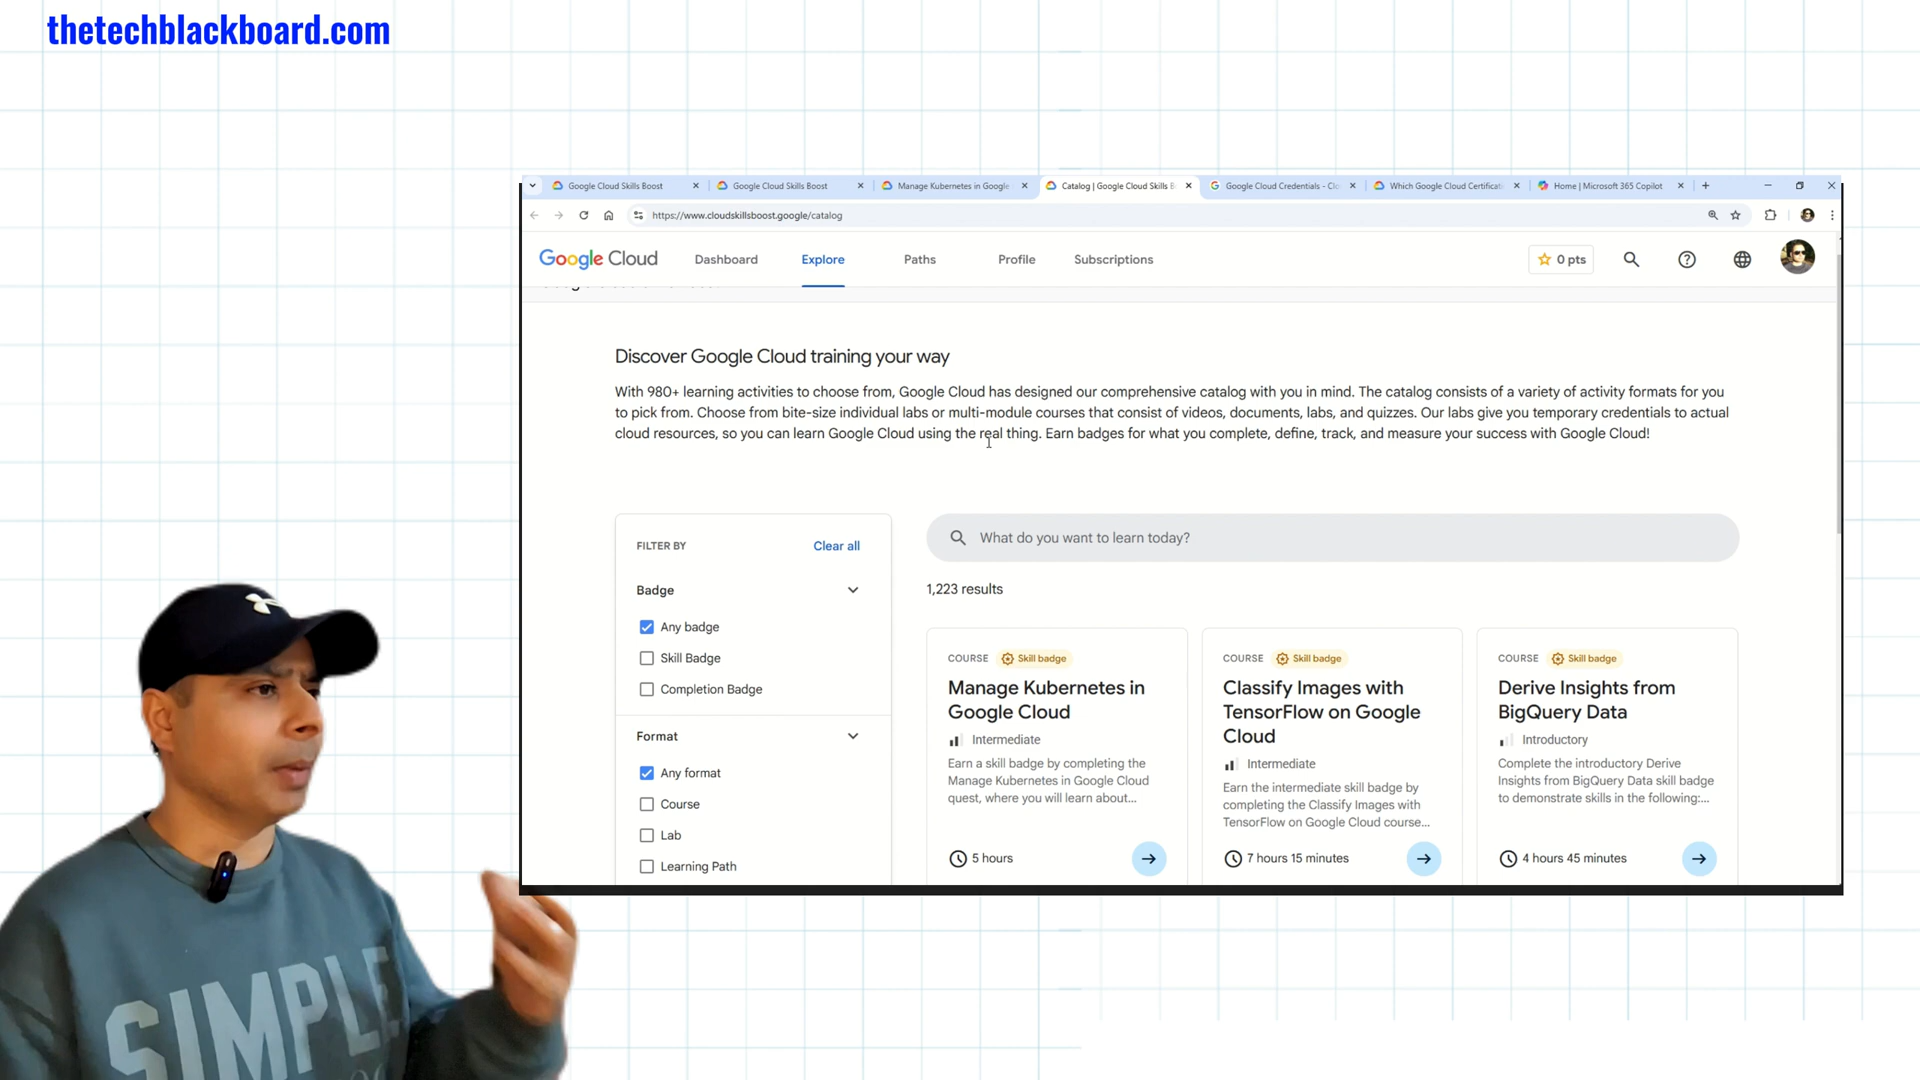 thetechblackboard.com
Google Cloud Skills Boost
Google Cloud Skills Boost
Manage Kubernetes in Google
Catalog | Google Cloud Skills B
Google Cloud Credentials - Clo
Which Google Cloud Certificati
Home | Microsoft 365 Copilot
https://www.cloudskillsboost.google/catalog
Google Cloud
Dashboard
Explore
Paths
Profile
Subscriptions
0 pts
Discover Google Cloud training your way
With 980+ learning activities to choose from, Google Cloud has designed our comprehensive catalog with you in mind. The catalog consists of a variety of activity formats for you
to pick from. Choose from bite-size individual labs or multi-module courses that consist of videos, documents, labs, and quizzes. Our labs give you temporary credentials to actual
cloud resources, so you can learn Google Cloud using the real thing. Earn badges for what you complete, define, track, and measure your success with Google Cloud!
FILTER BY
Clear all
Badge
Any badge
Skill Badge
Completion Badge
Format
Any format
Course
Lab
Learning Path
What do you want to learn today?
1,223 results
COURSE Skill badge
Manage Kubernetes in
Google Cloud
Intermediate
Earn a skill badge by completing the
Manage Kubernetes in Google Cloud
quest, where you will learn about...
5 hours
COURSE Skill badge
Classify Images with
TensorFlow on Google
Cloud
Intermediate
Earn the intermediate skill badge by
completing the Classify Images with
TensorFlow on Google Cloud course...
7 hours 15 minutes
COURSE Skill badge
Derive Insights from
BigQuery Data
Introductory
Complete the introductory Derive
Insights from BigQuery Data skill badge
to demonstrate skills in the following:...
4 hours 45 minutes
SIMPLE